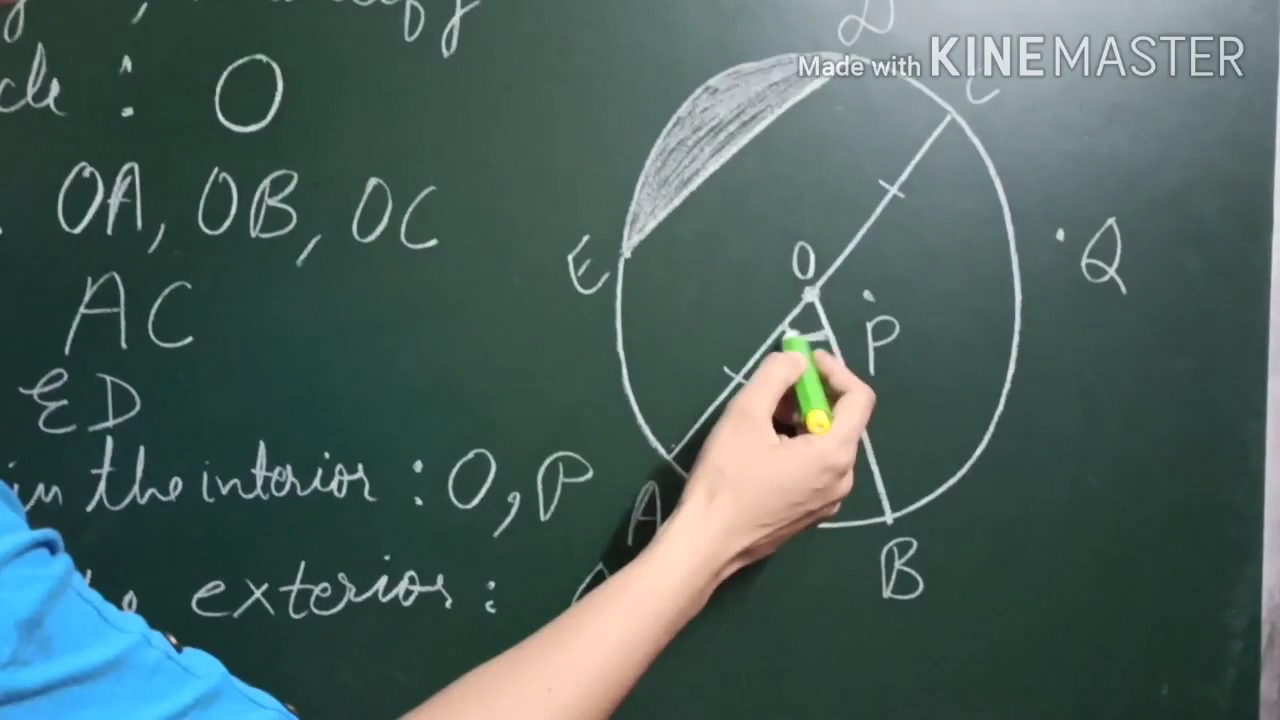 : O
OA, OB, OC
AC
ED
in the interior : O, P
exterior :
D
Made with KINEMASTER
C
Q
O
E
P
A
B